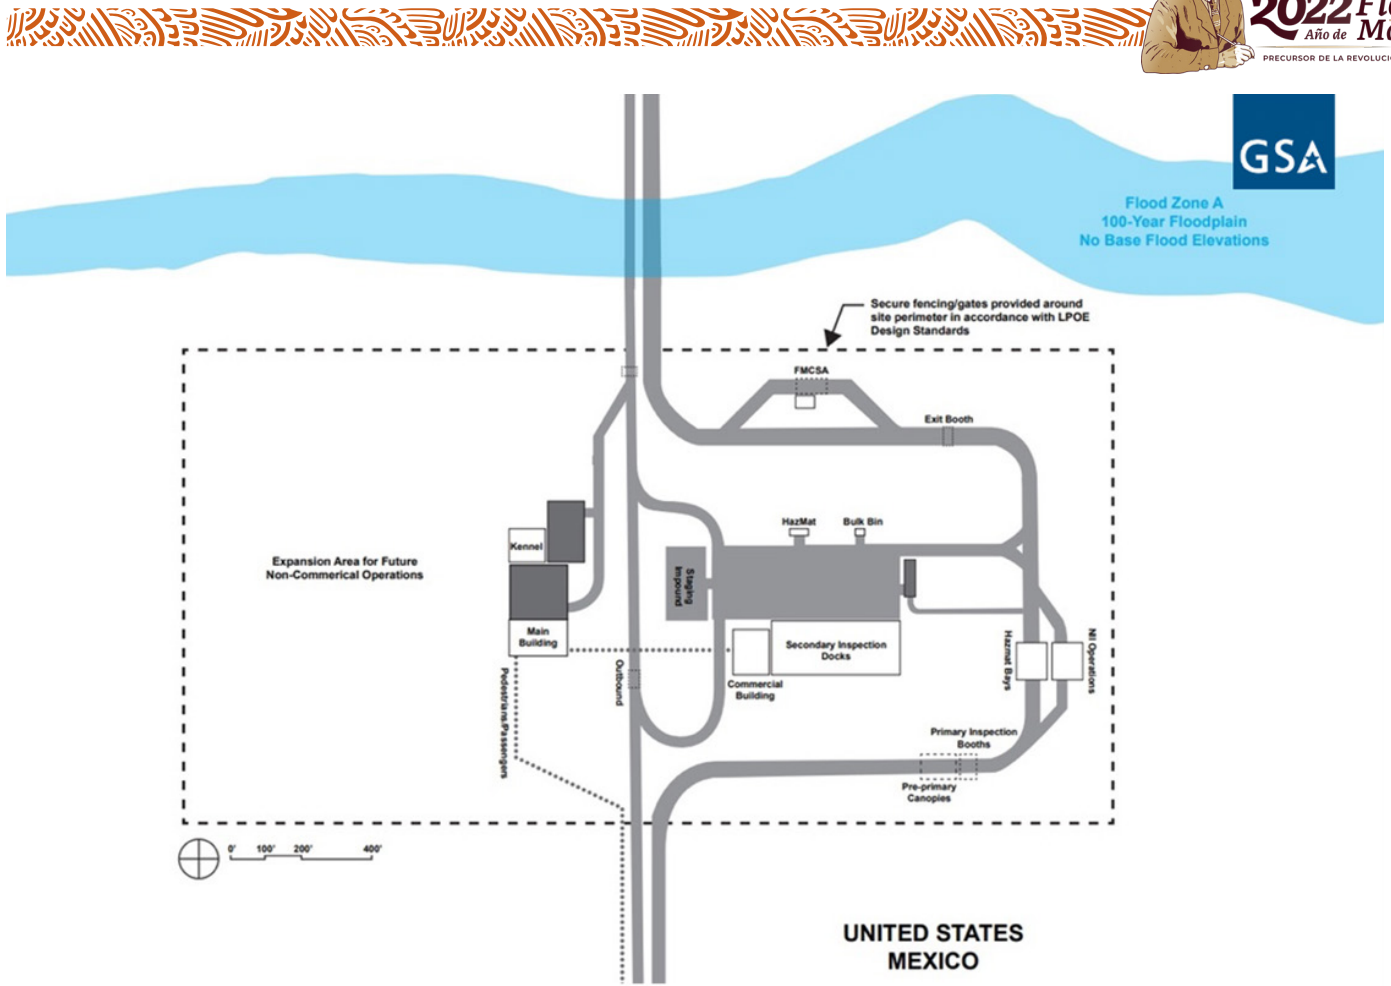 2022 Fl
Año de M
PRECURSOR DE LA REVOLUCI
GSA
Flood Zone A
100-Year Floodplain
No Base Flood Elevations
Secure fencing/gates provided around
site perimeter in accordance with LPOE
Design Standards
FMCSA
Exit Booth
HazMat
Bulk Bin
Kennel
Expansion Area for Future
Non-Commerical Operations
Staging
Impound
Main
Building
Secondary Inspection
Docks
Commercial
Building
Outbound
Pedestrians/Passengers
Hazmat Bays
NII Operations
Primary Inspection
Booths
Pre-primary
Canopies
0' 100' 200' 400'
UNITED STATES
MEXICO